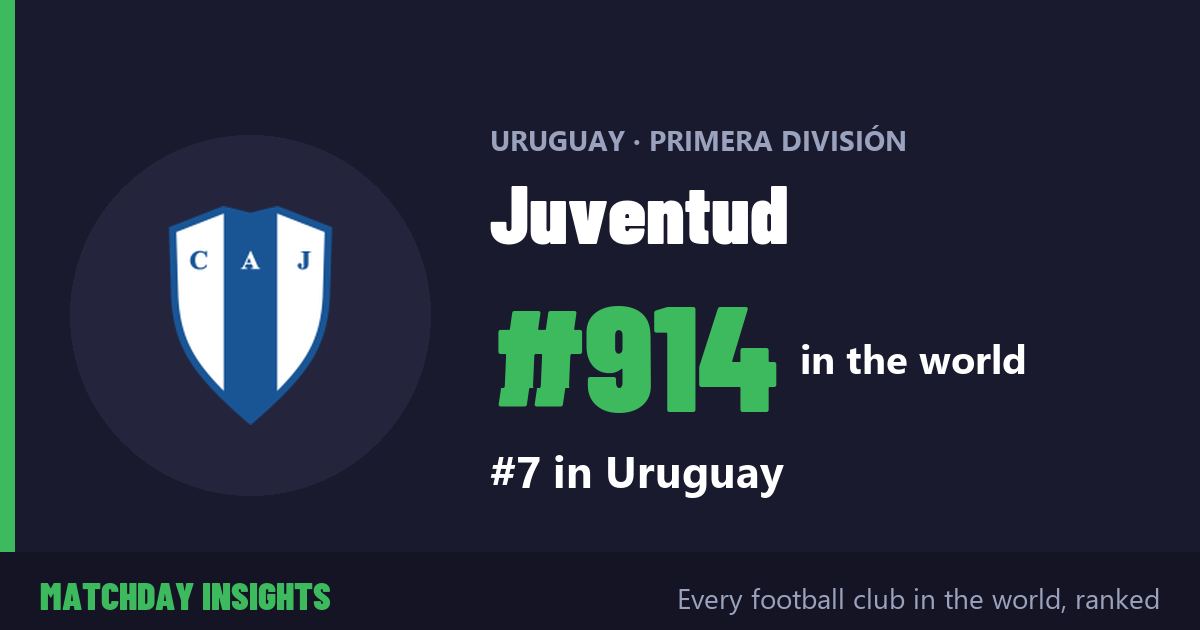 URUGUAY · PRIMERA DIVISIÓN
Juventud
C A J
#914 in the world
#7 in Uruguay
MATCHDAY INSIGHTS
Every football club in the world, ranked